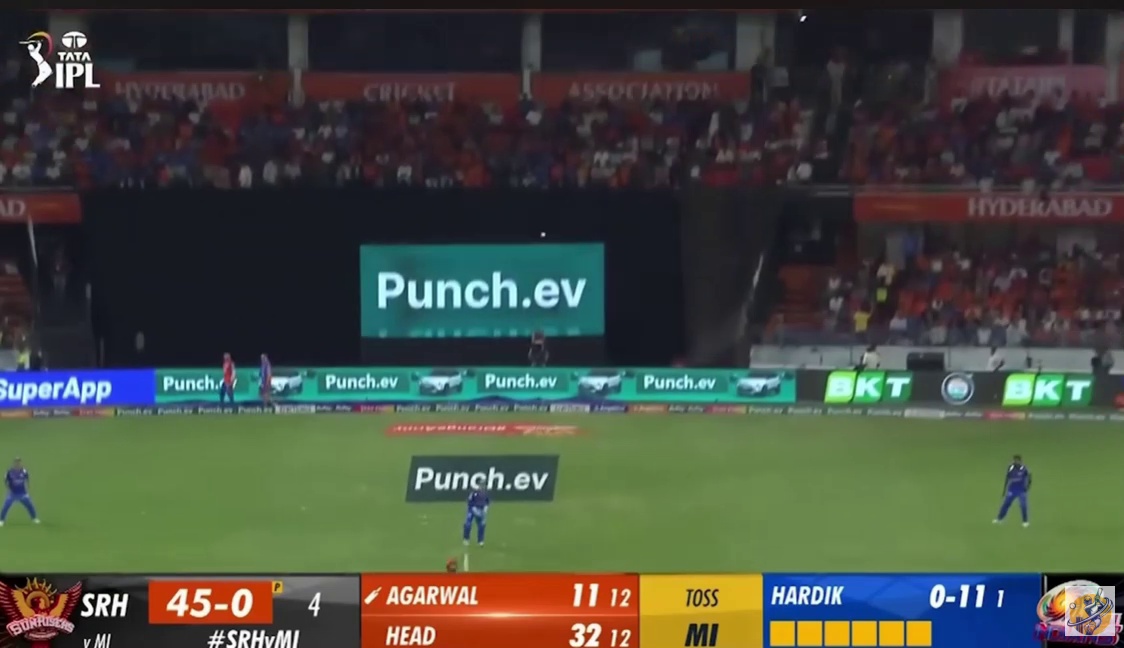 TATA
IPL
HYDERABAD
CRICKET
ASSOCIATION
#TATAIPL
AD
HYDERABAD
Punch.ev
SuperApp
Punch.ev
Punch.ev
Punch.ev
Punch.ev
BKT
BKT
Punch.ev
SUNRISERS
SRH
v MI
45-0
P
4
#SRHvMI
AGARWAL 11 12
HEAD 32 12
TOSS
MI
HARDIK 0-11 1